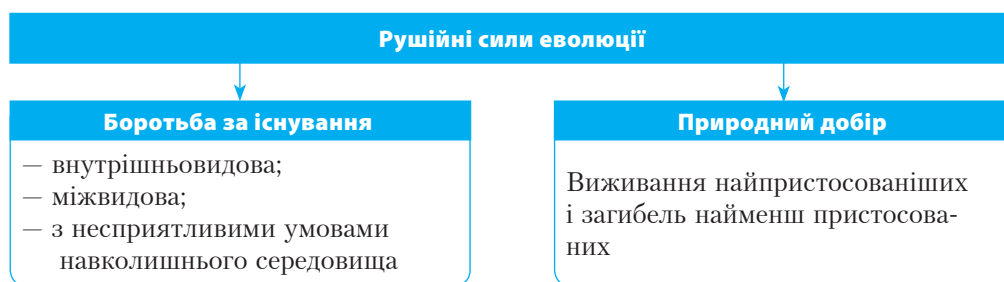 Рушійні сили еволюції
Боротьба за існування
— внутрішньовидова;
— міжвидова;
— з несприятливими умовами
навколишнього середовища
Природний добір
Виживання найпристосованіших
і загибель найменш пристосова-
них